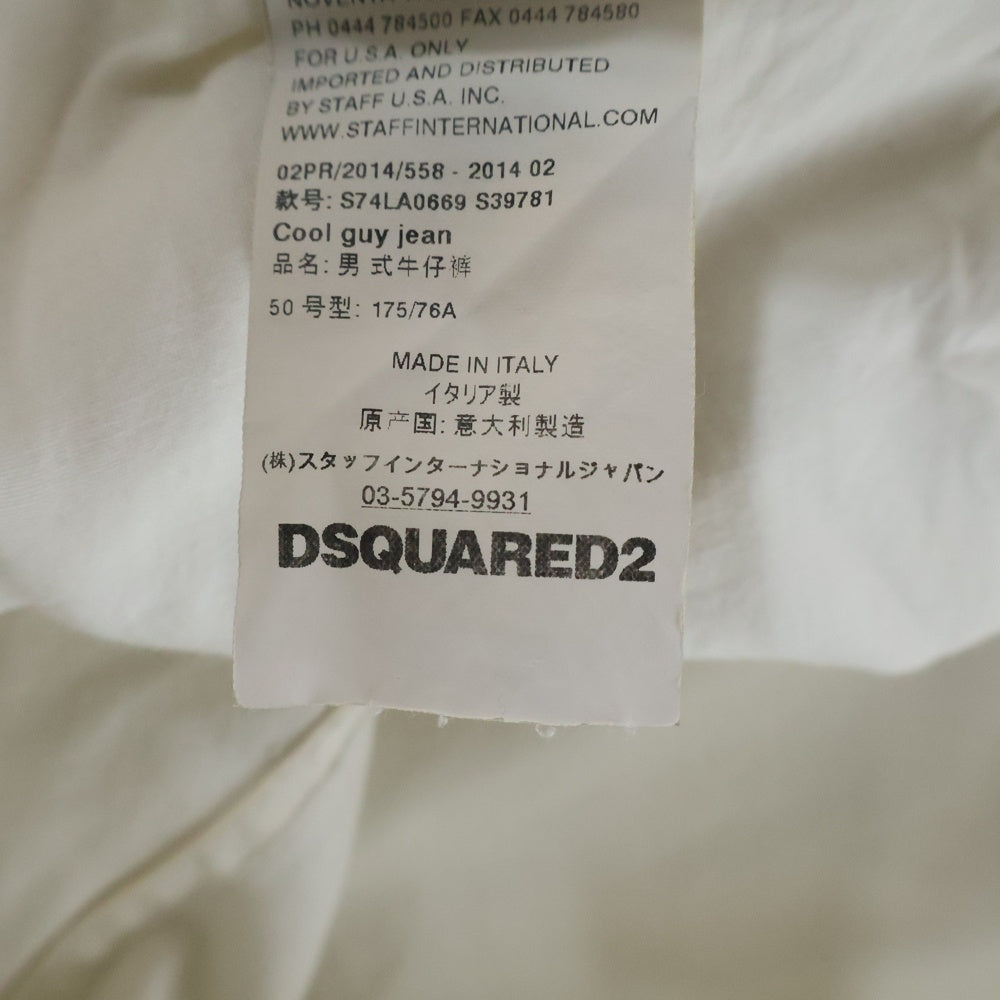 PH 0444 784500 FAX 0444 784580
FOR U.S.A. ONLY
IMPORTED AND DISTRIBUTED
BY STAFF U.S.A. INC.
WWW.STAFFINTERNATIONAL.COM
02PR/2014/558 - 2014 02
款号: S74LA0669 S39781
Cool guy jean
品名: 男 式牛仔裤
50 号型: 175/76A
MADE IN ITALY
イタリア製
原产国: 意大利製造
(株)スタッフインターナショナルジャパン
03-5794-9931
DSQUARED2